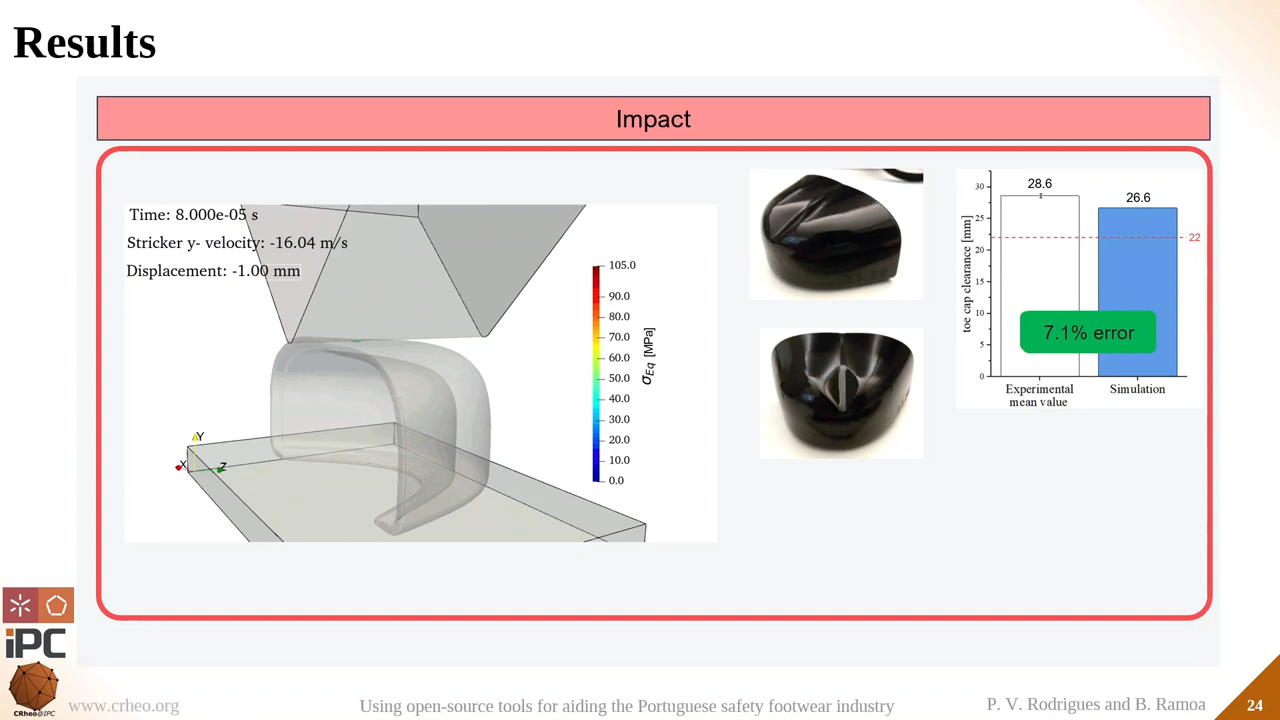 Results
Impact
Time: 8.000e-05 s
Stricker y- velocity: -16.04 m/s
Displacement: -1.00 mm
105.0
90.0
80.0
70.0
60.0
50.0
40.0
30.0
20.0
10.0
0.0
σEq [MPa]
Y
X
Z
toe cap clearance [mm]
30
25
20
15
10
5
0
28.6
26.6
22
7.1% error
Experimental
mean value
Simulation
iPC
CRheo@IPC
www.crheo.org
Using open-source tools for aiding the Portuguese safety footwear industry
P. V. Rodrigues and B. Ramoa
24